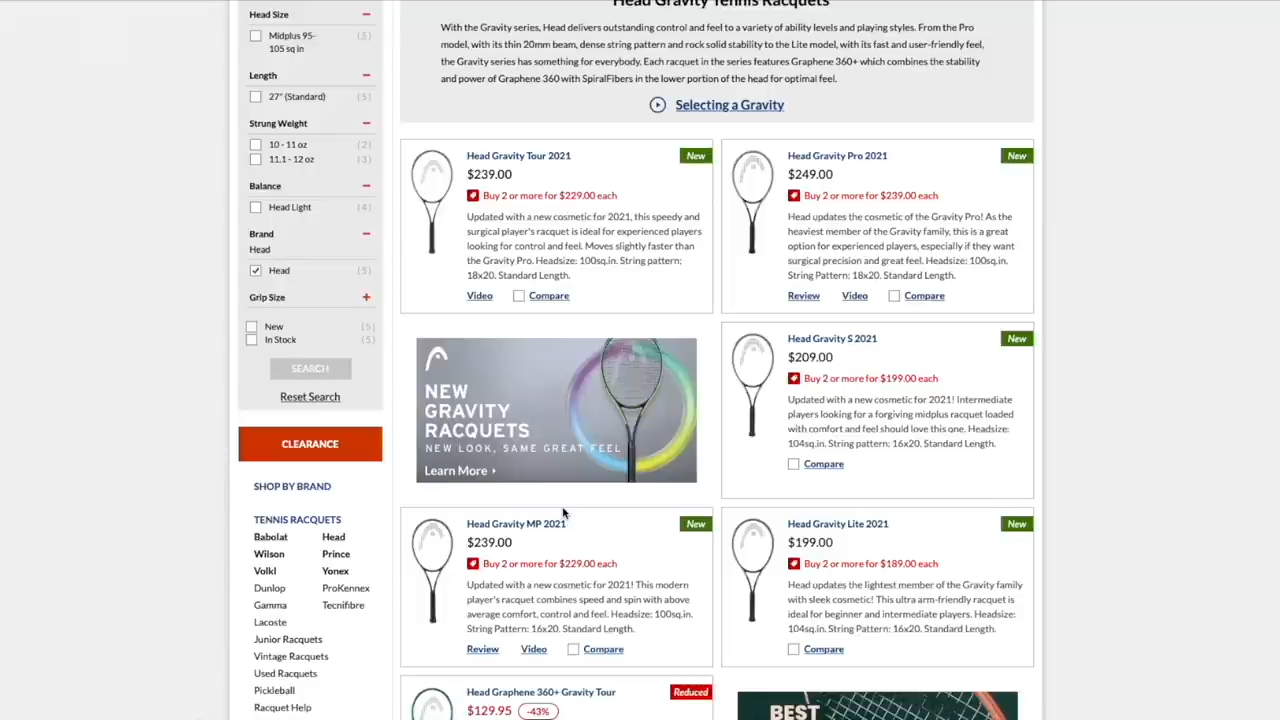 Head Size
Midplus 95-
105 sq in
(5)
Length
27" (Standard)
(5)
Strung Weight
10 - 11 oz
(2)
11.1 - 12 oz
(3)
Balance
Head Light
(4)
Brand
Head
Head
(5)
Grip Size
New
(5)
In Stock
(5)
SEARCH
Reset Search
CLEARANCE
SHOP BY BRAND
TENNIS RACQUETS
Babolat Head
Wilson Prince
Volkl Yonex
Dunlop ProKennex
Gamma Tecnifibre
Lacoste
Junior Racquets
Vintage Racquets
Used Racquets
Pickleball
Racquet Help
Head Gravity Tennis Racquets
With the Gravity series, Head delivers outstanding control and feel to a variety of ability levels and playing styles. From the Pro
model, with its thin 20mm beam, dense string pattern and rock solid stability to the Lite model, with its fast and user-friendly feel,
the Gravity series has something for everybody. Each racquet in the series features Graphene 360+ which combines the stability
and power of Graphene 360 with SpiralFibers in the lower portion of the head for optimal feel.
Selecting a Gravity
Head Gravity Tour 2021
New
$239.00
Buy 2 or more for $229.00 each
Updated with a new cosmetic for 2021, this speedy and
surgical player's racquet is ideal for experienced players
looking for control and feel. Moves slightly faster than
the Gravity Pro. Headsize: 100sq.in. String pattern:
18x20. Standard Length.
Video Compare
Head Gravity Pro 2021
New
$249.00
Buy 2 or more for $239.00 each
Head updates the cosmetic of the Gravity Pro! As the
heaviest member of the Gravity family, this is a great
option for experienced players, especially if they want
surgical precision and great feel. Headsize: 100sq.in.
String Pattern: 18x20. Standard Length.
Review Video Compare
NEW
GRAVITY
RACQUETS
NEW LOOK, SAME GREAT FEEL
Learn More
Head Gravity S 2021
New
$209.00
Buy 2 or more for $199.00 each
Updated with a new cosmetic for 2021! Intermediate
players looking for a forgiving midplus racquet loaded
with comfort and feel should love this one. Headsize:
104sq.in. String pattern: 16x20. Standard Length.
Compare
Head Gravity MP 2021
New
$239.00
Buy 2 or more for $229.00 each
Updated with a new cosmetic for 2021! This modern
player's racquet combines speed and spin with above
average comfort, control and feel. Headsize: 100sq.in.
String Pattern: 16x20. Standard Length.
Review Video Compare
Head Gravity Lite 2021
New
$199.00
Buy 2 or more for $189.00 each
Head updates the lightest member of the Gravity family
with sleek cosmetic! This ultra arm-friendly racquet is
ideal for beginner and intermediate players. Headsize:
104sq.in. String Pattern: 16x20. Standard Length.
Compare
Head Graphene 360+ Gravity Tour
Reduced
$129.95 -43%
BEST